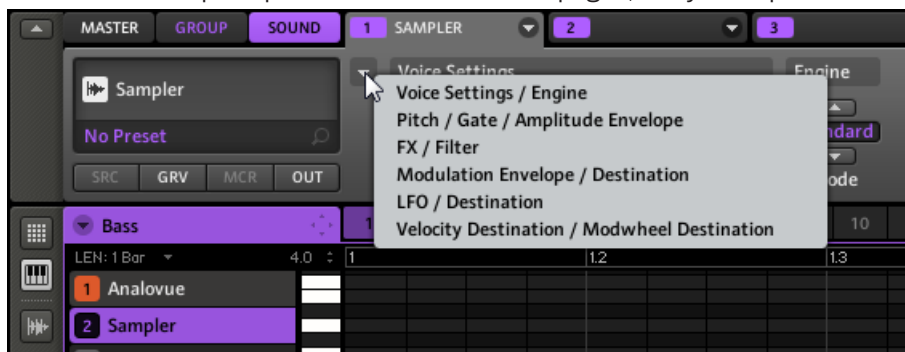 MASTER GROUP SOUND 1 SAMPLER 2 3
Voice Settings Engine
Sampler
Voice Settings / Engine
Pitch / Gate / Amplitude Envelope
No Preset
FX / Filter
Modulation Envelope / Destination
SRC GRV MCR OUT
LFO / Destination
Velocity Destination / Modwheel Destination
Bass 1 10
LEN: 1 Bar 4.0 1 1.2 1.3
1 Analovue
2 Sampler